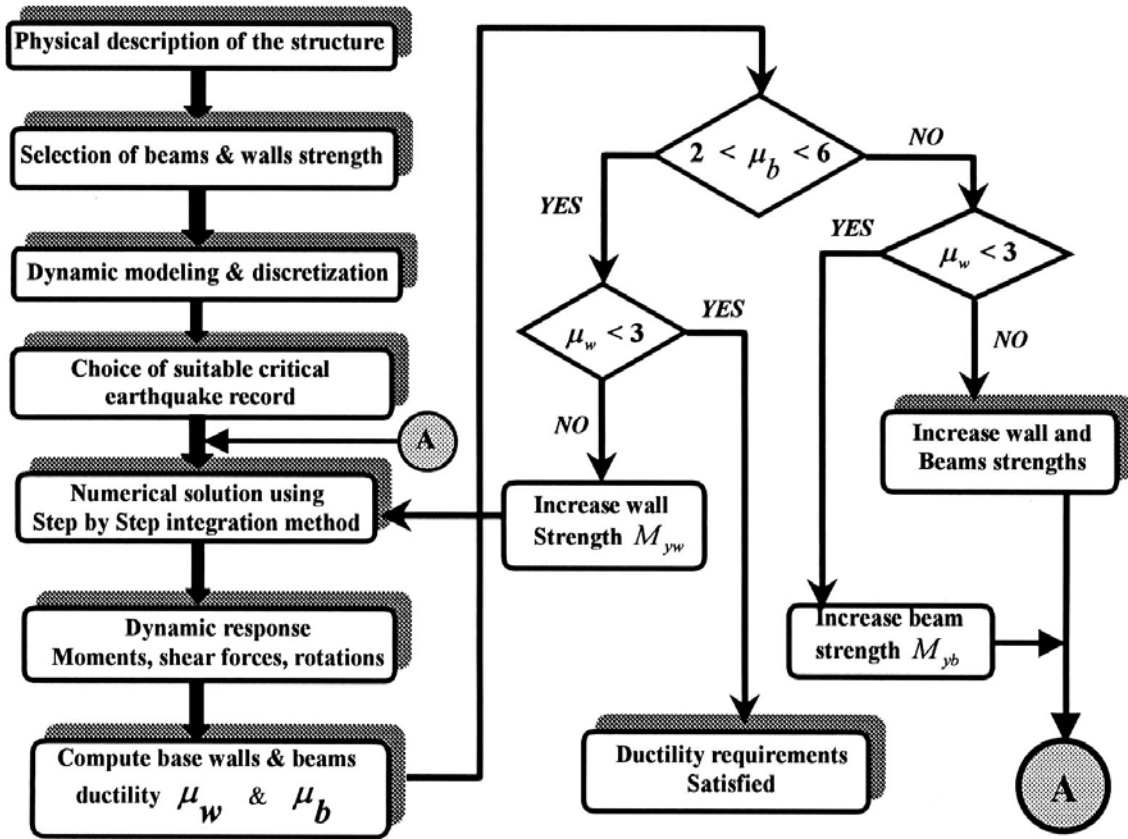 Physical description of the structure
Selection of beams & walls strength
Dynamic modeling & discretization
Choice of suitable critical
earthquake record
A
Numerical solution using
Step by Step integration method
Dynamic response
Moments, shear forces, rotations
Compute base walls & beams
ductility μw & μb
2 < μb < 6
YES
NO
μw < 3
YES
NO
Increase wall
Strength Myw
Ductility requirements
Satisfied
μw < 3
YES
NO
Increase wall and
Beams strengths
Increase beam
strength Myb
A